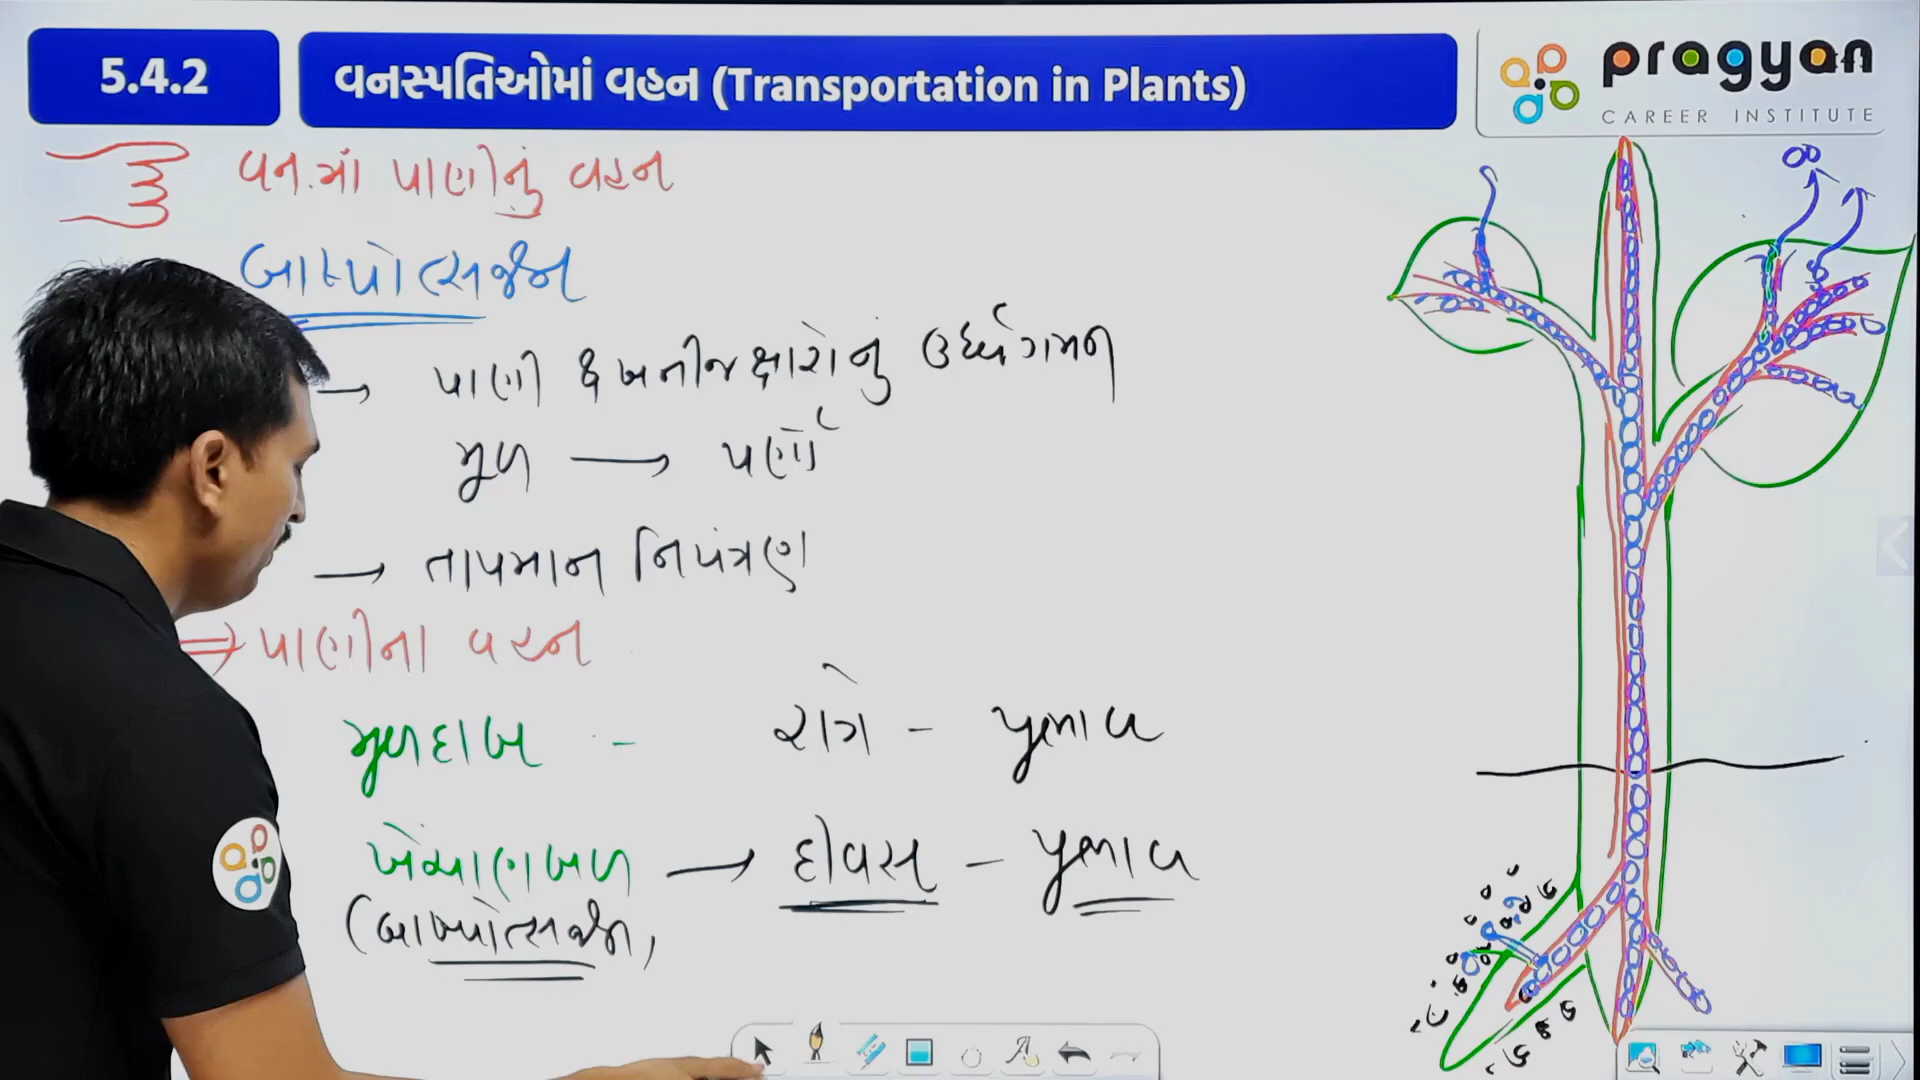 5.4.2
વનસ્પતિઓમાં વહન (Transportation in Plants)
pragyan
CAREER INSTITUTE
વન.માં પાણીનું વહન
બાષ્પોત્સર્જન
→ પાણી & ખનીજક્ષારોનું ઉર્ધ્વગમન
મૂળ → પર્ણો
→ તાપમાન નિયંત્રણ
⇒ પાણીના વહન
મૂળદાબ - રાત્રે - પ્રભાવ
ખેંચાણબળ → દીવસ - પ્રભાવ
(બાષ્પોત્સર્જન)